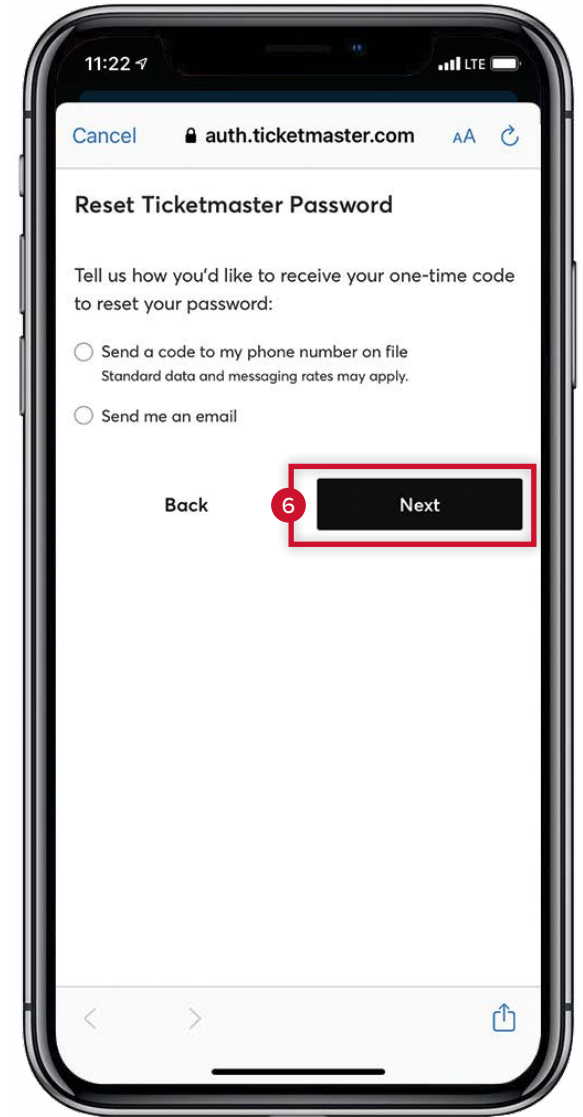 11:22 LTE
Cancel auth.ticketmaster.com AA
Reset Ticketmaster Password
Tell us how you'd like to receive your one-time code
to reset your password:
Send a code to my phone number on file
Standard data and messaging rates may apply.
Send me an email
Back 6 Next